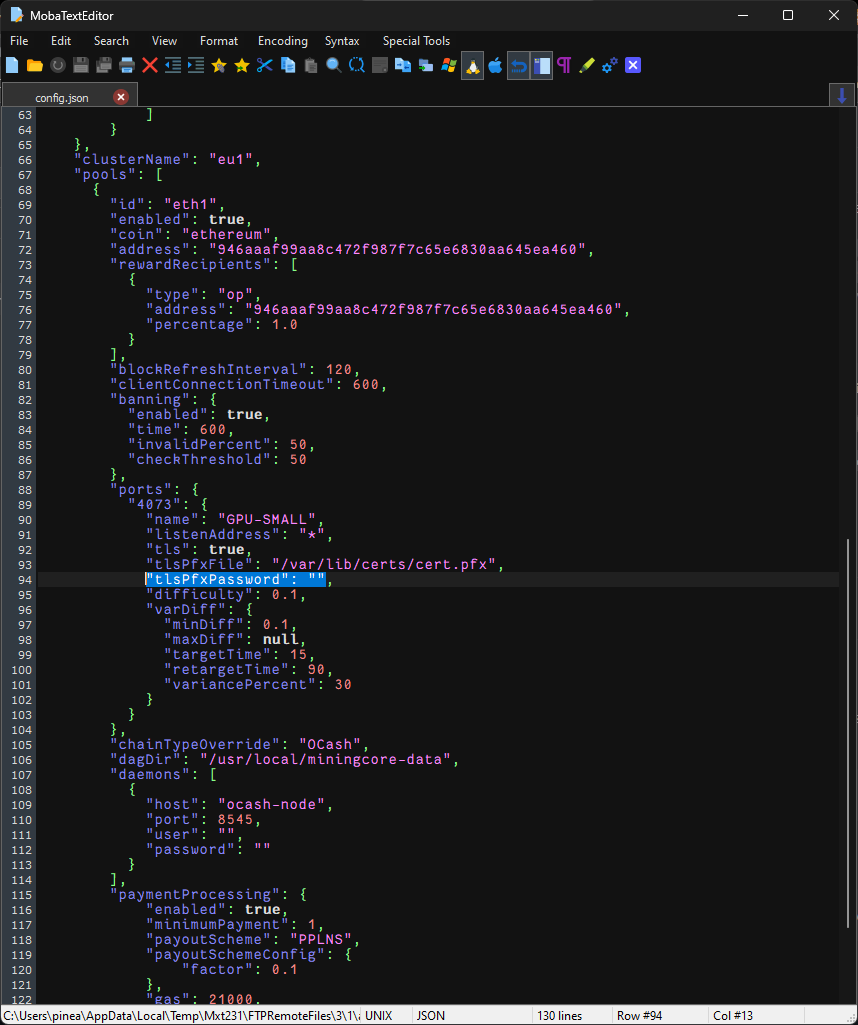 MobaTextEditor
File Edit Search View Format Encoding Syntax Special Tools
config.json
63 ]
64 }
65 },
66 "clusterName": "eu1",
67 "pools": [
68 {
69 "id": "eth1",
70 "enabled": true,
71 "coin": "ethereum",
72 "address": "946aaaf99aa8c472f987f7c65e6830aa645ea460",
73 "rewardRecipients": [
74 {
75 "type": "op",
76 "address": "946aaaf99aa8c472f987f7c65e6830aa645ea460",
77 "percentage": 1.0
78 }
79 ],
80 "blockRefreshInterval": 120,
81 "clientConnectionTimeout": 600,
82 "banning": {
83 "enabled": true,
84 "time": 600,
85 "invalidPercent": 50,
86 "checkThreshold": 50
87 },
88 "ports": {
89 "4073": {
90 "name": "GPU-SMALL",
91 "listenAddress": "*",
92 "tls": true,
93 "tlsPfxFile": "/var/lib/certs/cert.pfx",
94 "tlsPfxPassword": "",
95 "difficulty": 0.1,
96 "varDiff": {
97 "minDiff": 0.1,
98 "maxDiff": null,
99 "targetTime": 15,
100 "retargetTime": 90,
101 "variancePercent": 30
102 }
103 }
104 },
105 "chainTypeOverride": "OCash",
106 "dagDir": "/usr/local/miningcore-data",
107 "daemons": [
108 {
109 "host": "ocash-node",
110 "port": 8545,
111 "user": "",
112 "password": ""
113 }
114 ],
115 "paymentProcessing": {
116 "enabled": true,
117 "minimumPayment": 1,
118 "payoutScheme": "PPLNS",
119 "payoutSchemeConfig": {
120 "factor": 0.1
121 },
122 "gas": 21000,
C:\Users\pinea\AppData\Local\Temp\Mxt231\FTPRemoteFiles\3\1\ UNIX JSON 130 lines Row #94 Col #13